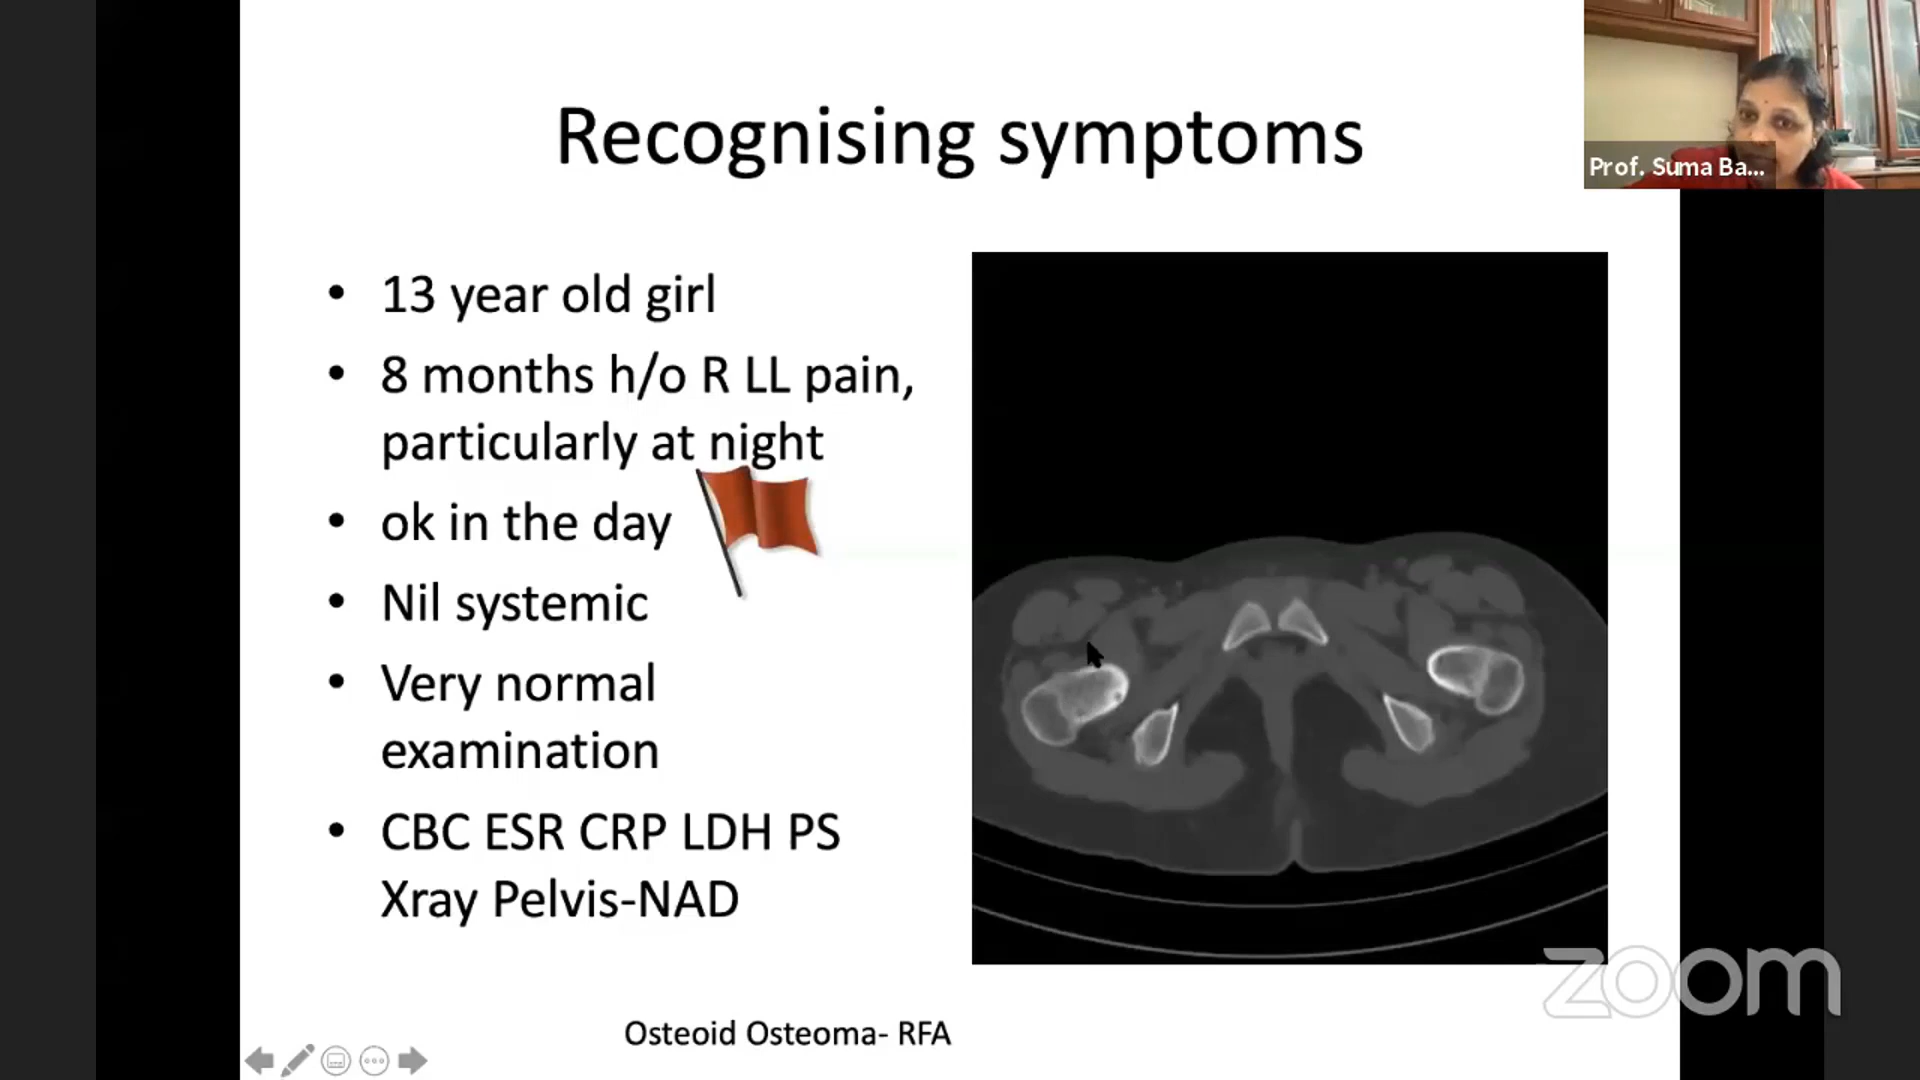 Recognising symptoms
Prof. Suma Ba...
• 13 year old girl
• 8 months h/o R LL pain,
particularly at night
• ok in the day
• Nil systemic
• Very normal
examination
• CBC ESR CRP LDH PS
Xray Pelvis-NAD
Osteoid Osteoma- RFA
zoom